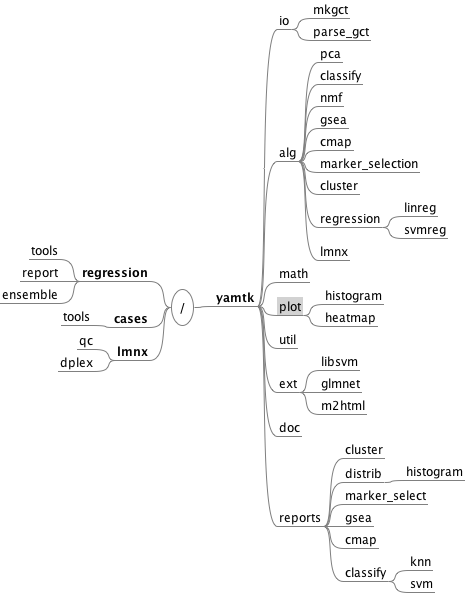 io
mkgct
parse_gct
alg
pca
classify
nmf
gsea
cmap
marker_selection
cluster
regression
linreg
svmreg
lmnx
math
plot
histogram
heatmap
util
ext
libsvm
glmnet
m2html
doc
reports
cluster
distrib
histogram
marker_select
gsea
cmap
classify
knn
svm
yamtk
/
regression
tools
report
ensemble
cases
tools
lmnx
qc
dplex